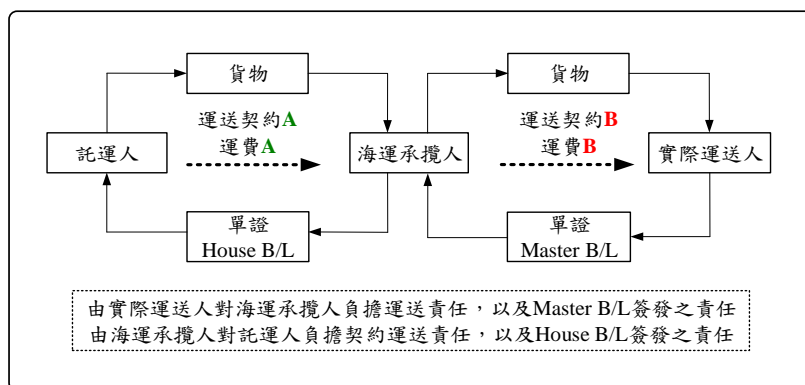 貨物
貨物
運送契約A
運費A
運送契約B
運費B
託運人
海運承攬人
實際運送人
單證
House B/L
單證
Master B/L
由實際運送人對海運承攬人負擔運送責任，以及Master B/L簽發之責任
由海運承攬人對託運人負擔契約運送責任，以及House B/L簽發之責任